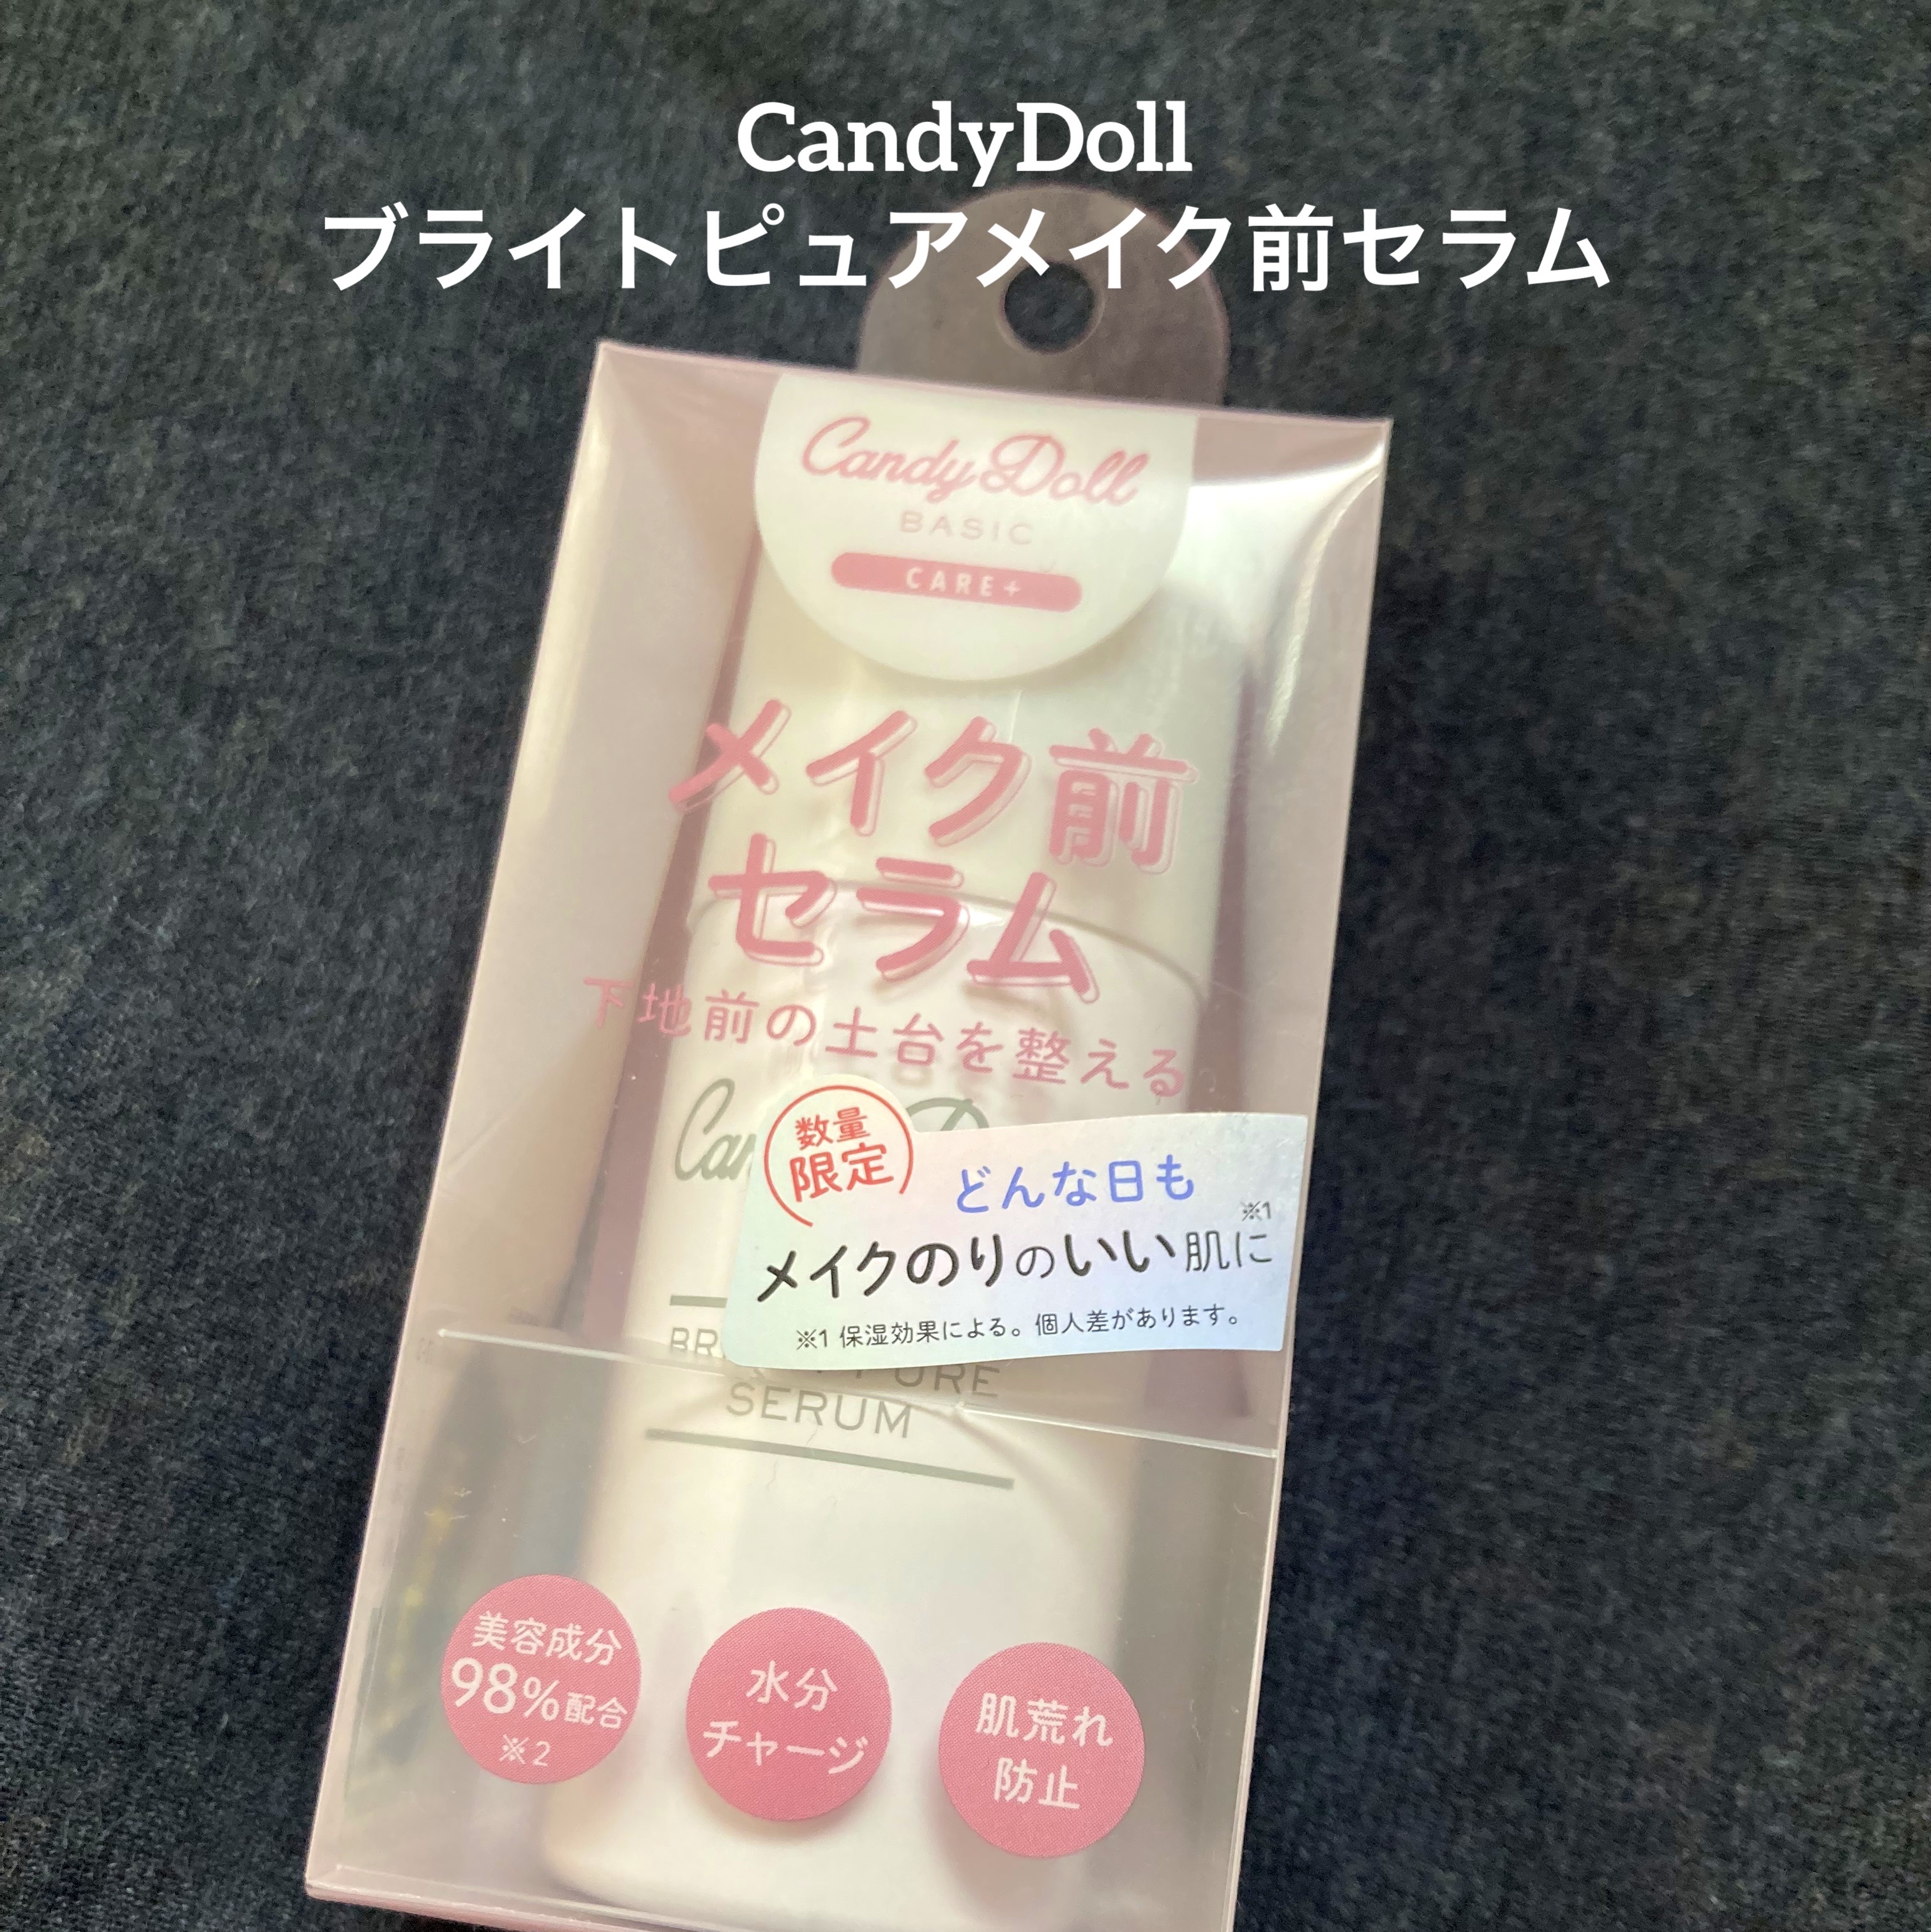 CandyDoll
ブライトピュアメイク前セラム
Candy Doll
BASIC
CARE+
メイク前
セラム
下地前の土台を整える
数量
限定
どんな日も
メイクのりのいい肌に※1
※1 保湿効果による。個人差があります。
PURE
SERUM
美容成分
98%配合
※2
水分
チャージ
肌荒れ
防止